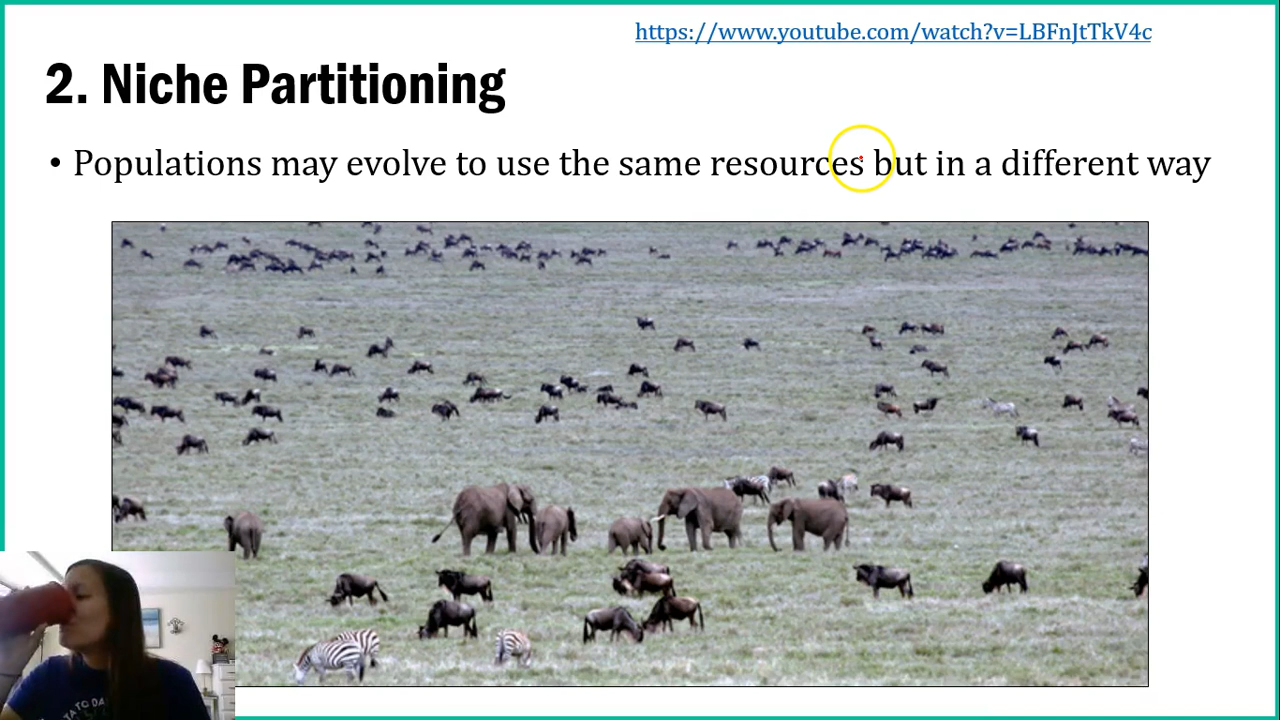 https://www.youtube.com/watch?v=LBFnJtTkV4c
2. Niche Partitioning
• Populations may evolve to use the same resources but in a different way